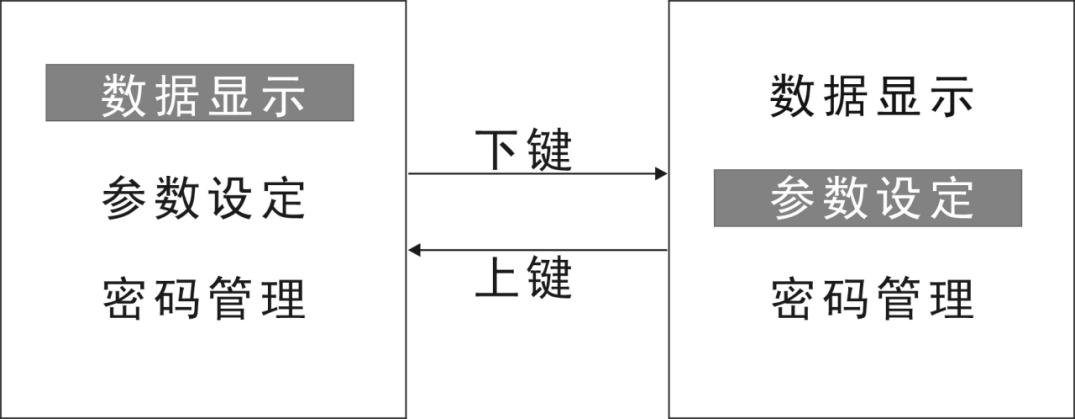 数据显示
参数设定
密码管理
下键
上键
数据显示
参数设定
密码管理